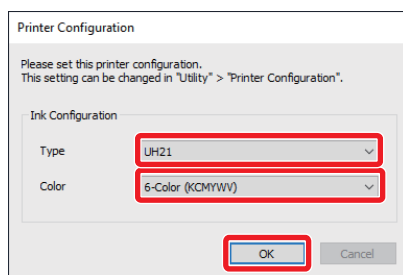 Printer Configuration
Please set this printer configuration.
This setting can be changed in "Utility" > "Printer Configuration".
Ink Configuration
Type UH21
Color 6-Color (KCMYWV)
OK Cancel